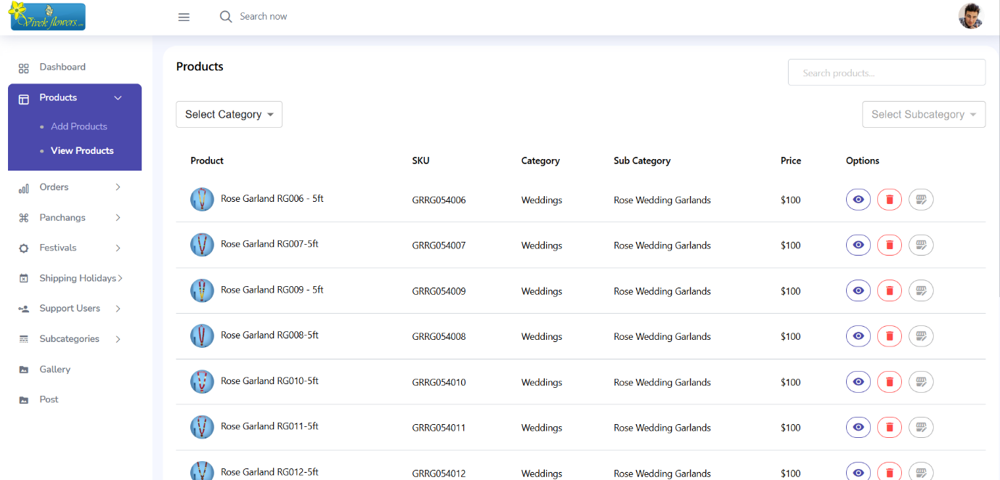 Vivek flowers.
Search now
Dashboard
Products
Add Products
View Products
Orders
Panchangs
Festivals
Shipping Holidays
Support Users
Subcategories
Gallery
Post
Products
Search products...
Select Category
Select Subcategory
Product SKU Category Sub Category Price Options
Rose Garland RG006 - 5ft GRRG054006 Weddings Rose Wedding Garlands $100
Rose Garland RG007-5ft GRRG054007 Weddings Rose Wedding Garlands $100
Rose Garland RG009 - 5ft GRRG054009 Weddings Rose Wedding Garlands $100
Rose Garland RG008-5ft GRRG054008 Weddings Rose Wedding Garlands $100
Rose Garland RG010-5ft GRRG054010 Weddings Rose Wedding Garlands $100
Rose Garland RG011-5ft GRRG054011 Weddings Rose Wedding Garlands $100
Rose Garland RG012-5ft GRRG054012 Weddings Rose Wedding Garlands $100